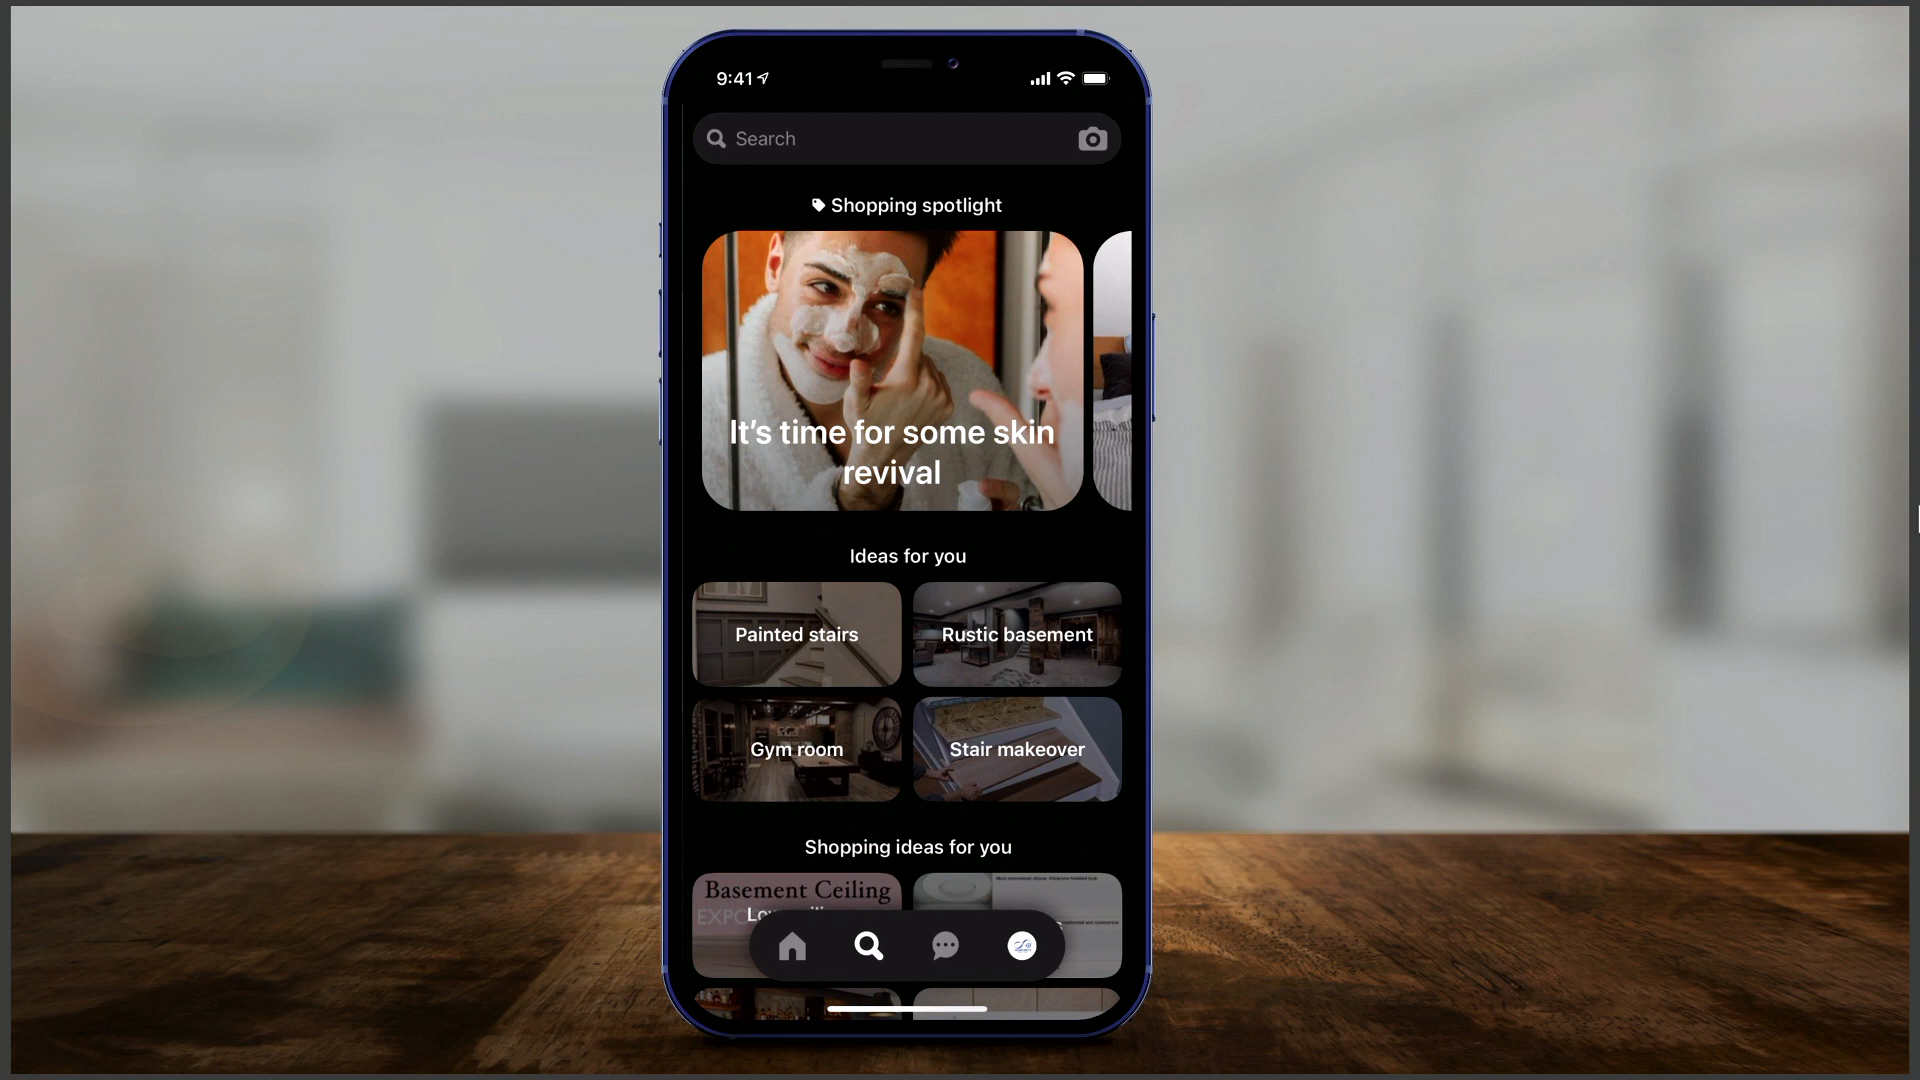 9:41
Search
Shopping spotlight
It's time for some skin
revival
Ideas for you
Painted stairs
Rustic basement
Gym room
Stair makeover
Shopping ideas for you
Basement Ceiling